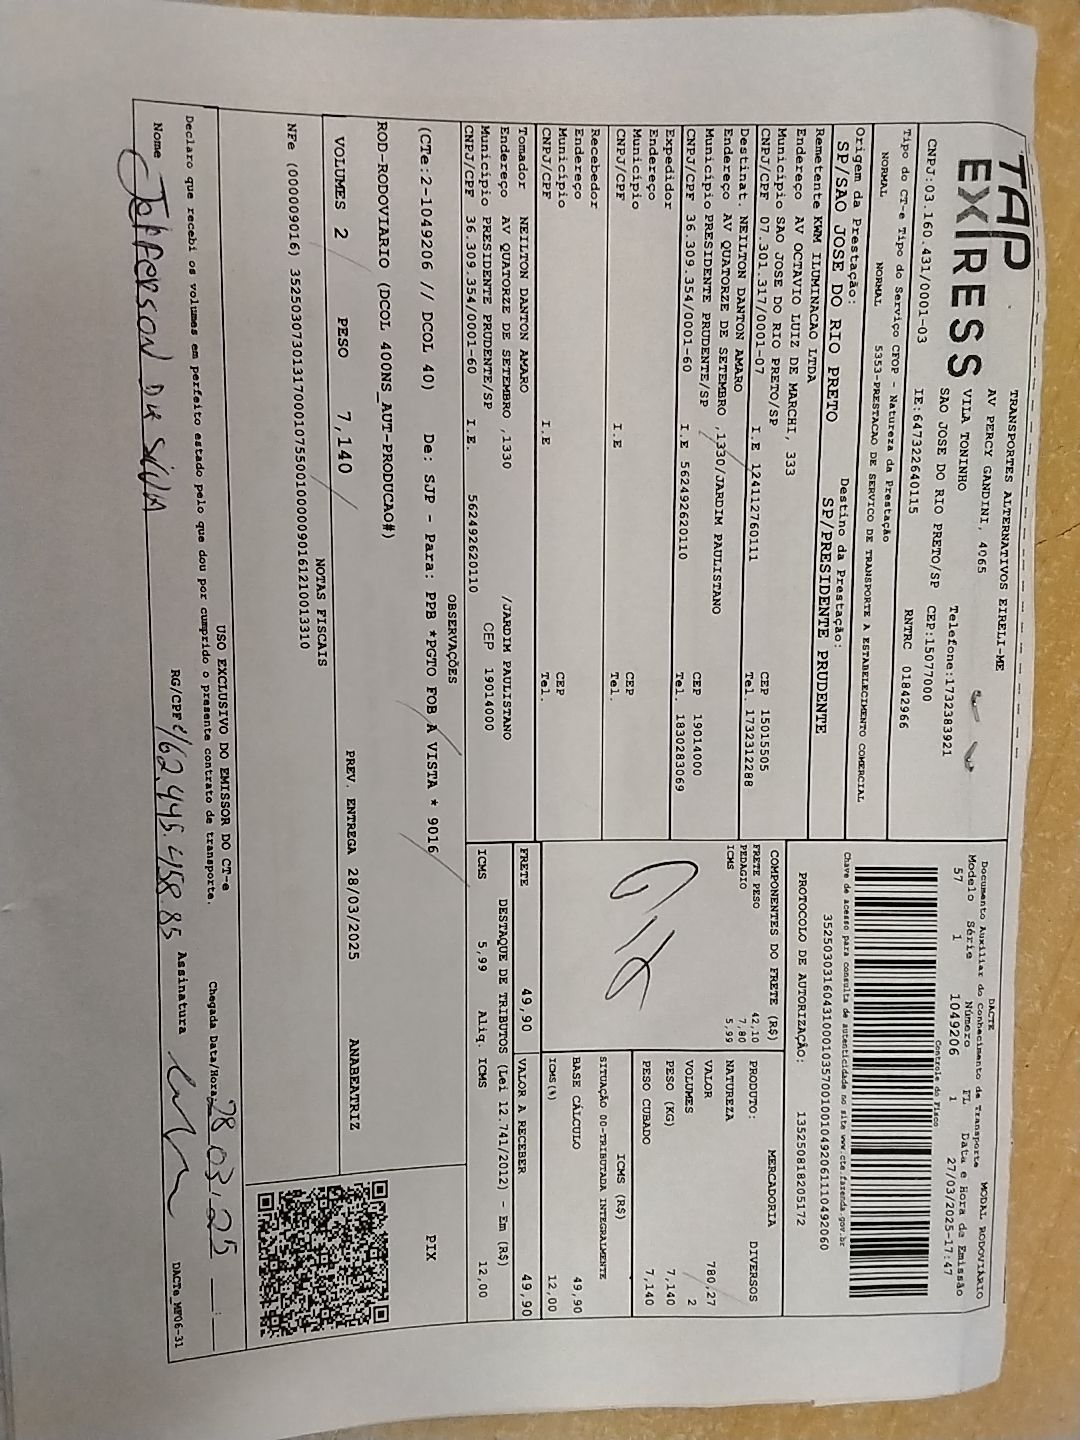 TAP
EXPRESS
TRANSPORTES ALTERNATIVOS EIRELI-ME
AV PERCY GANDINI, 4065
VILA TONINHO Telefone:1732383921
SAO JOSE DO RIO PRETO/SP CEP:15077000
CNPJ:03.160.431/0001-03 IE:647322640115 RNTRC 01842966
DACTE MODAL RODOVIÁRIO
Documento Auxiliar do Conhecimento de Transporte
Modelo Série Número FL Data e Hora da Emissão
57 1 1049206 1 27/03/2025-17:47
Controle do Fisco
Chave de acesso para consulta de autenticidade no site www.cte.fazenda.gov.br
35250303160431000103570010010492061110492060
PROTOCOLO DE AUTORIZAÇÃO: 135250818205172
Tipo do CT-e Tipo do Serviço CFOP - Natureza da Prestação
NORMAL NORMAL 5353-PRESTACAO DE SERVICO DE TRANSPORTE A ESTABELECIMENTO COMERCIAL
Origem da Prestação: Destino da Prestação:
SP/SAO JOSE DO RIO PRETO SP/PRESIDENTE PRUDENTE
Remetente KWM ILUMINACAO LTDA
Endereço AV OCTAVIO LUIZ DE MARCHI, 333
Município SAO JOSE DO RIO PRETO/SP CEP 15015505
CNPJ/CPF 07.301.317/0001-07 I.E 124112760111 Tel. 1732312288
Destinat. NEILTON DANTON AMARO
Endereço AV QUATORZE DE SETEMBRO ,1330/JARDIM PAULISTANO
Município PRESIDENTE PRUDENTE/SP CEP 19014000
CNPJ/CPF 36.309.354/0001-60 I.E 562492620110 Tel. 1830283069
Expedidor
Endereço
Município CEP
CNPJ/CPF I.E Tel.
Recebedor
Endereço
Município CEP
CNPJ/CPF I.E Tel.
Tomador NEILTON DANTON AMARO
Endereço AV QUATORZE DE SETEMBRO ,1330 /JARDIM PAULISTANO
Município PRESIDENTE PRUDENTE/SP CEP 19014000
CNPJ/CPF 36.309.354/0001-60 I.E. 562492620110
COMPONENTES DO FRETE (R$)
FRETE PESO 42,10
PEDAGIO 7,80
ICMS 5,99
MERCADORIA
PRODUTO: DIVERSOS
NATUREZA
VALOR 780,27
VOLUMES 2
PESO (KG) 7,140
PESO CUBADO 7,140
ICMS (R$)
SITUAÇÃO 00-TRIBUTADA INTEGRALMENTE
BASE CÁLCULO 49,90
ICMS(%) 12,00
FRETE 49,90 VALOR A RECEBER 49,90
DESTAQUE DE TRIBUTOS (Lei 12.741/2012) - Em (R$)
ICMS 5,99 Aliq. ICMS 12,00
OBSERVAÇÕES
(CTe:2-1049206 // DCOL 40) De: SJP - Para: PPB *PGTO FOB A VISTA * 9016
PIX
ROD-RODOVIARIO (DCOL 400NS_AUT-PRODUCAO#)
VOLUMES 2 PESO 7,140 PREV. ENTREGA 28/03/2025 ANABEATRIZ
NOTAS FISCAIS
NFe (000009016) 35250307301317000107550010000090161210013310
USO EXCLUSIVO DO EMISSOR DO CT-e
Declaro que recebi os volumes em perfeito estado pelo que dou por cumprido o presente contrato de transporte. Chegada Data/Hora: 28 03 25 :
Nome Jefferson DA Silva RG/CPF Assinatura
DACTe_MP06-31